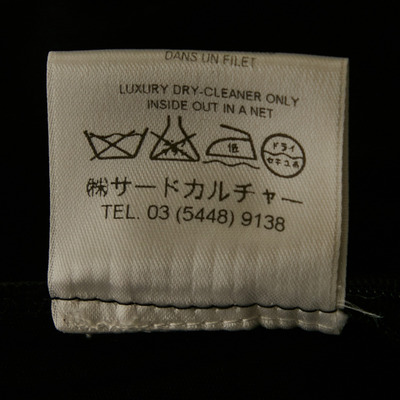 DANS UN FILET
LUXURY DRY-CLEANER ONLY
INSIDE OUT IN A NET
低 ドライ
セキユ系
㈱サードカルチャー
TEL. 03 (5448) 9138